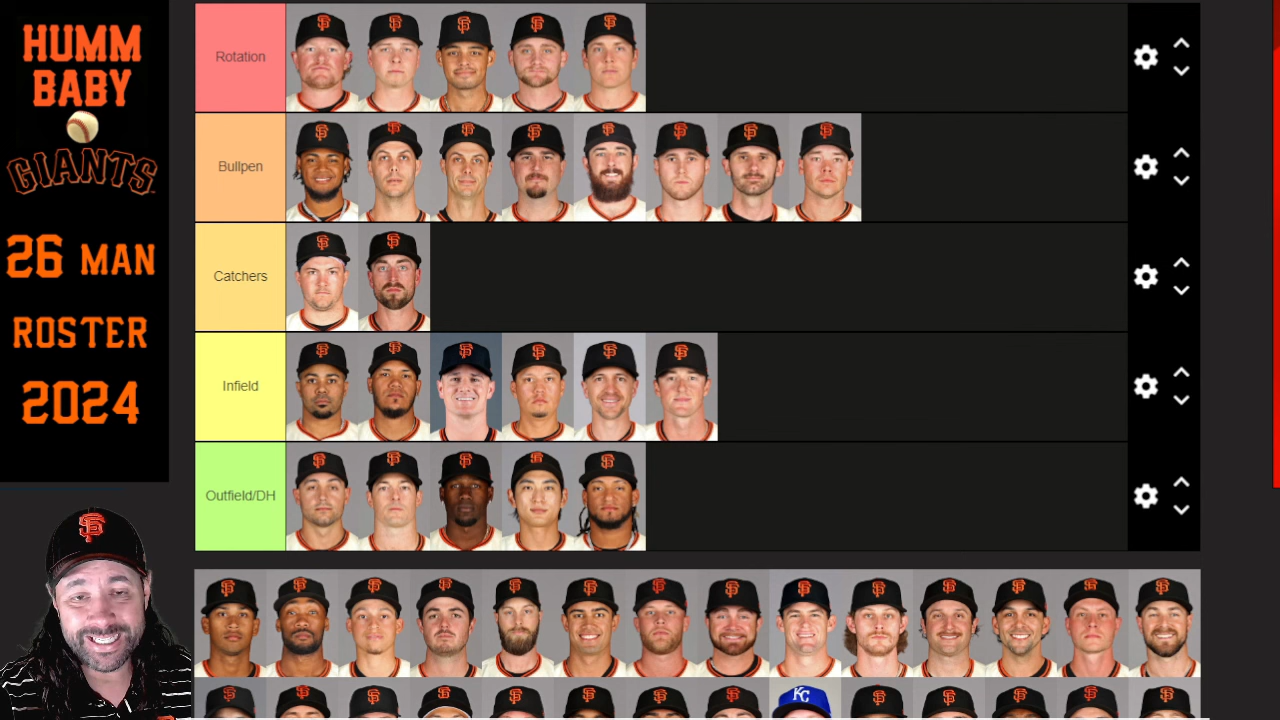 HUMM
BABY
GIANTS
26 MAN
ROSTER
2024
Rotation
Bullpen
Catchers
Infield
Outfield/DH